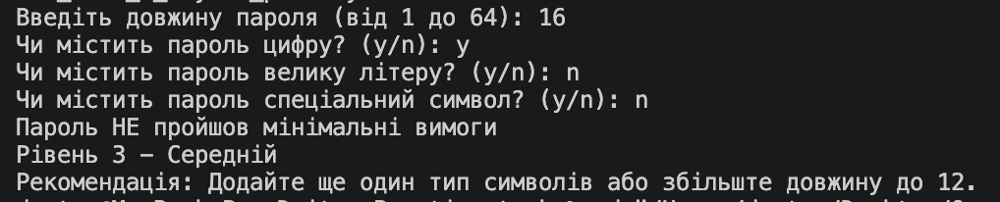 Введіть довжину пароля (від 1 до 64): 16
Чи містить пароль цифру? (y/n): y
Чи містить пароль велику літеру? (y/n): n
Чи містить пароль спеціальний символ? (y/n): n
Пароль НЕ пройшов мінімальні вимоги
Рівень 3 – Середній
Рекомендація: Додайте ще один тип символів або збільште довжину до 12.